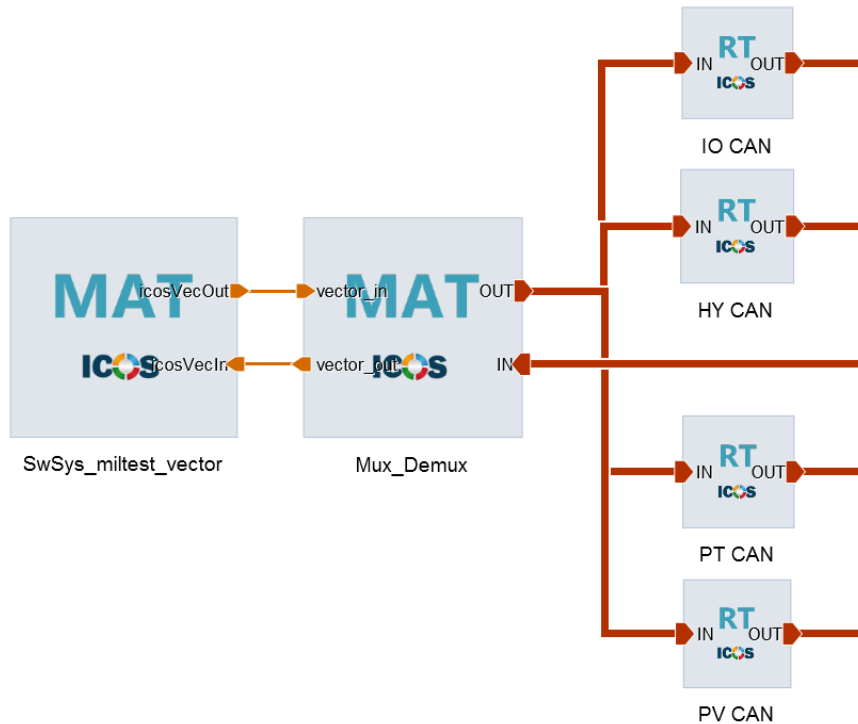 RT
IN OUT
ICOS
IO CAN
RT
IN OUT
ICOS
HY CAN
MAT
icosVecOut
ICOS
icosVecIn
SwSys_miltest_vector
MAT
vector_in OUT
ICOS
vector_out IN
Mux_Demux
RT
IN OUT
ICOS
PT CAN
RT
IN OUT
ICOS
PV CAN